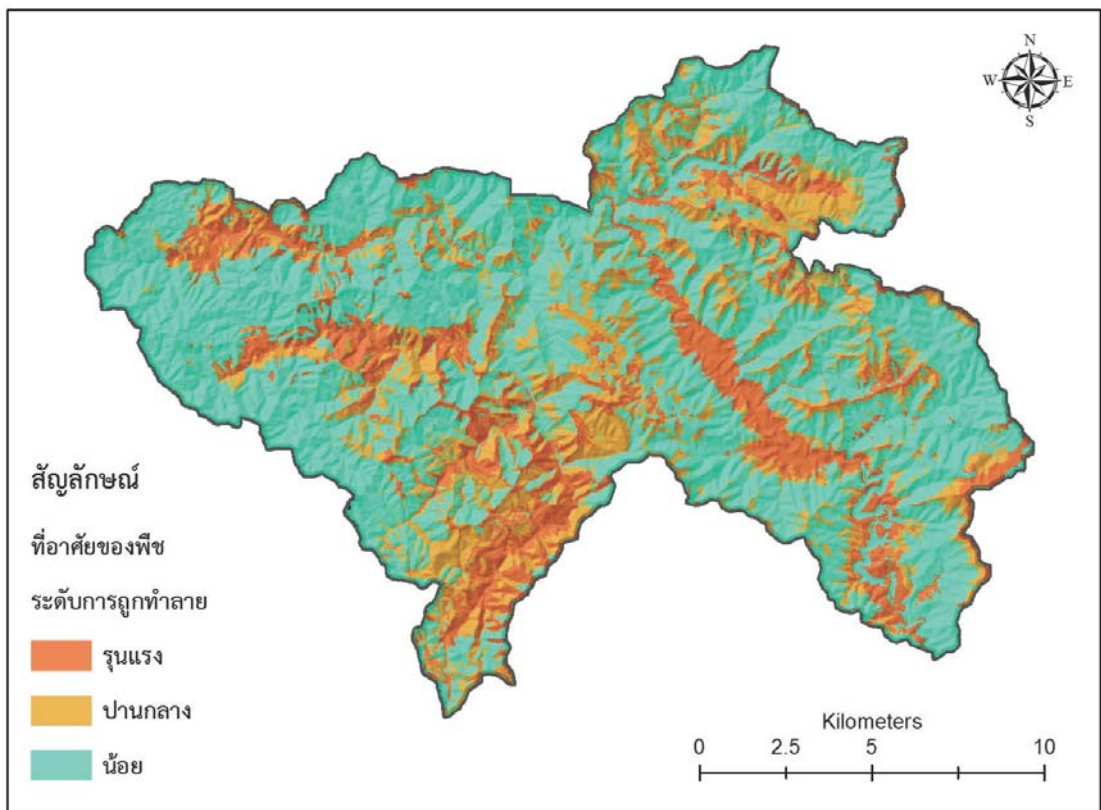 N
W E
S
สัญลักษณ์
ที่อาศัยของพืช
ระดับการถูกทำลาย
รุนแรง
ปานกลาง
น้อย
Kilometers
0 2.5 5 10